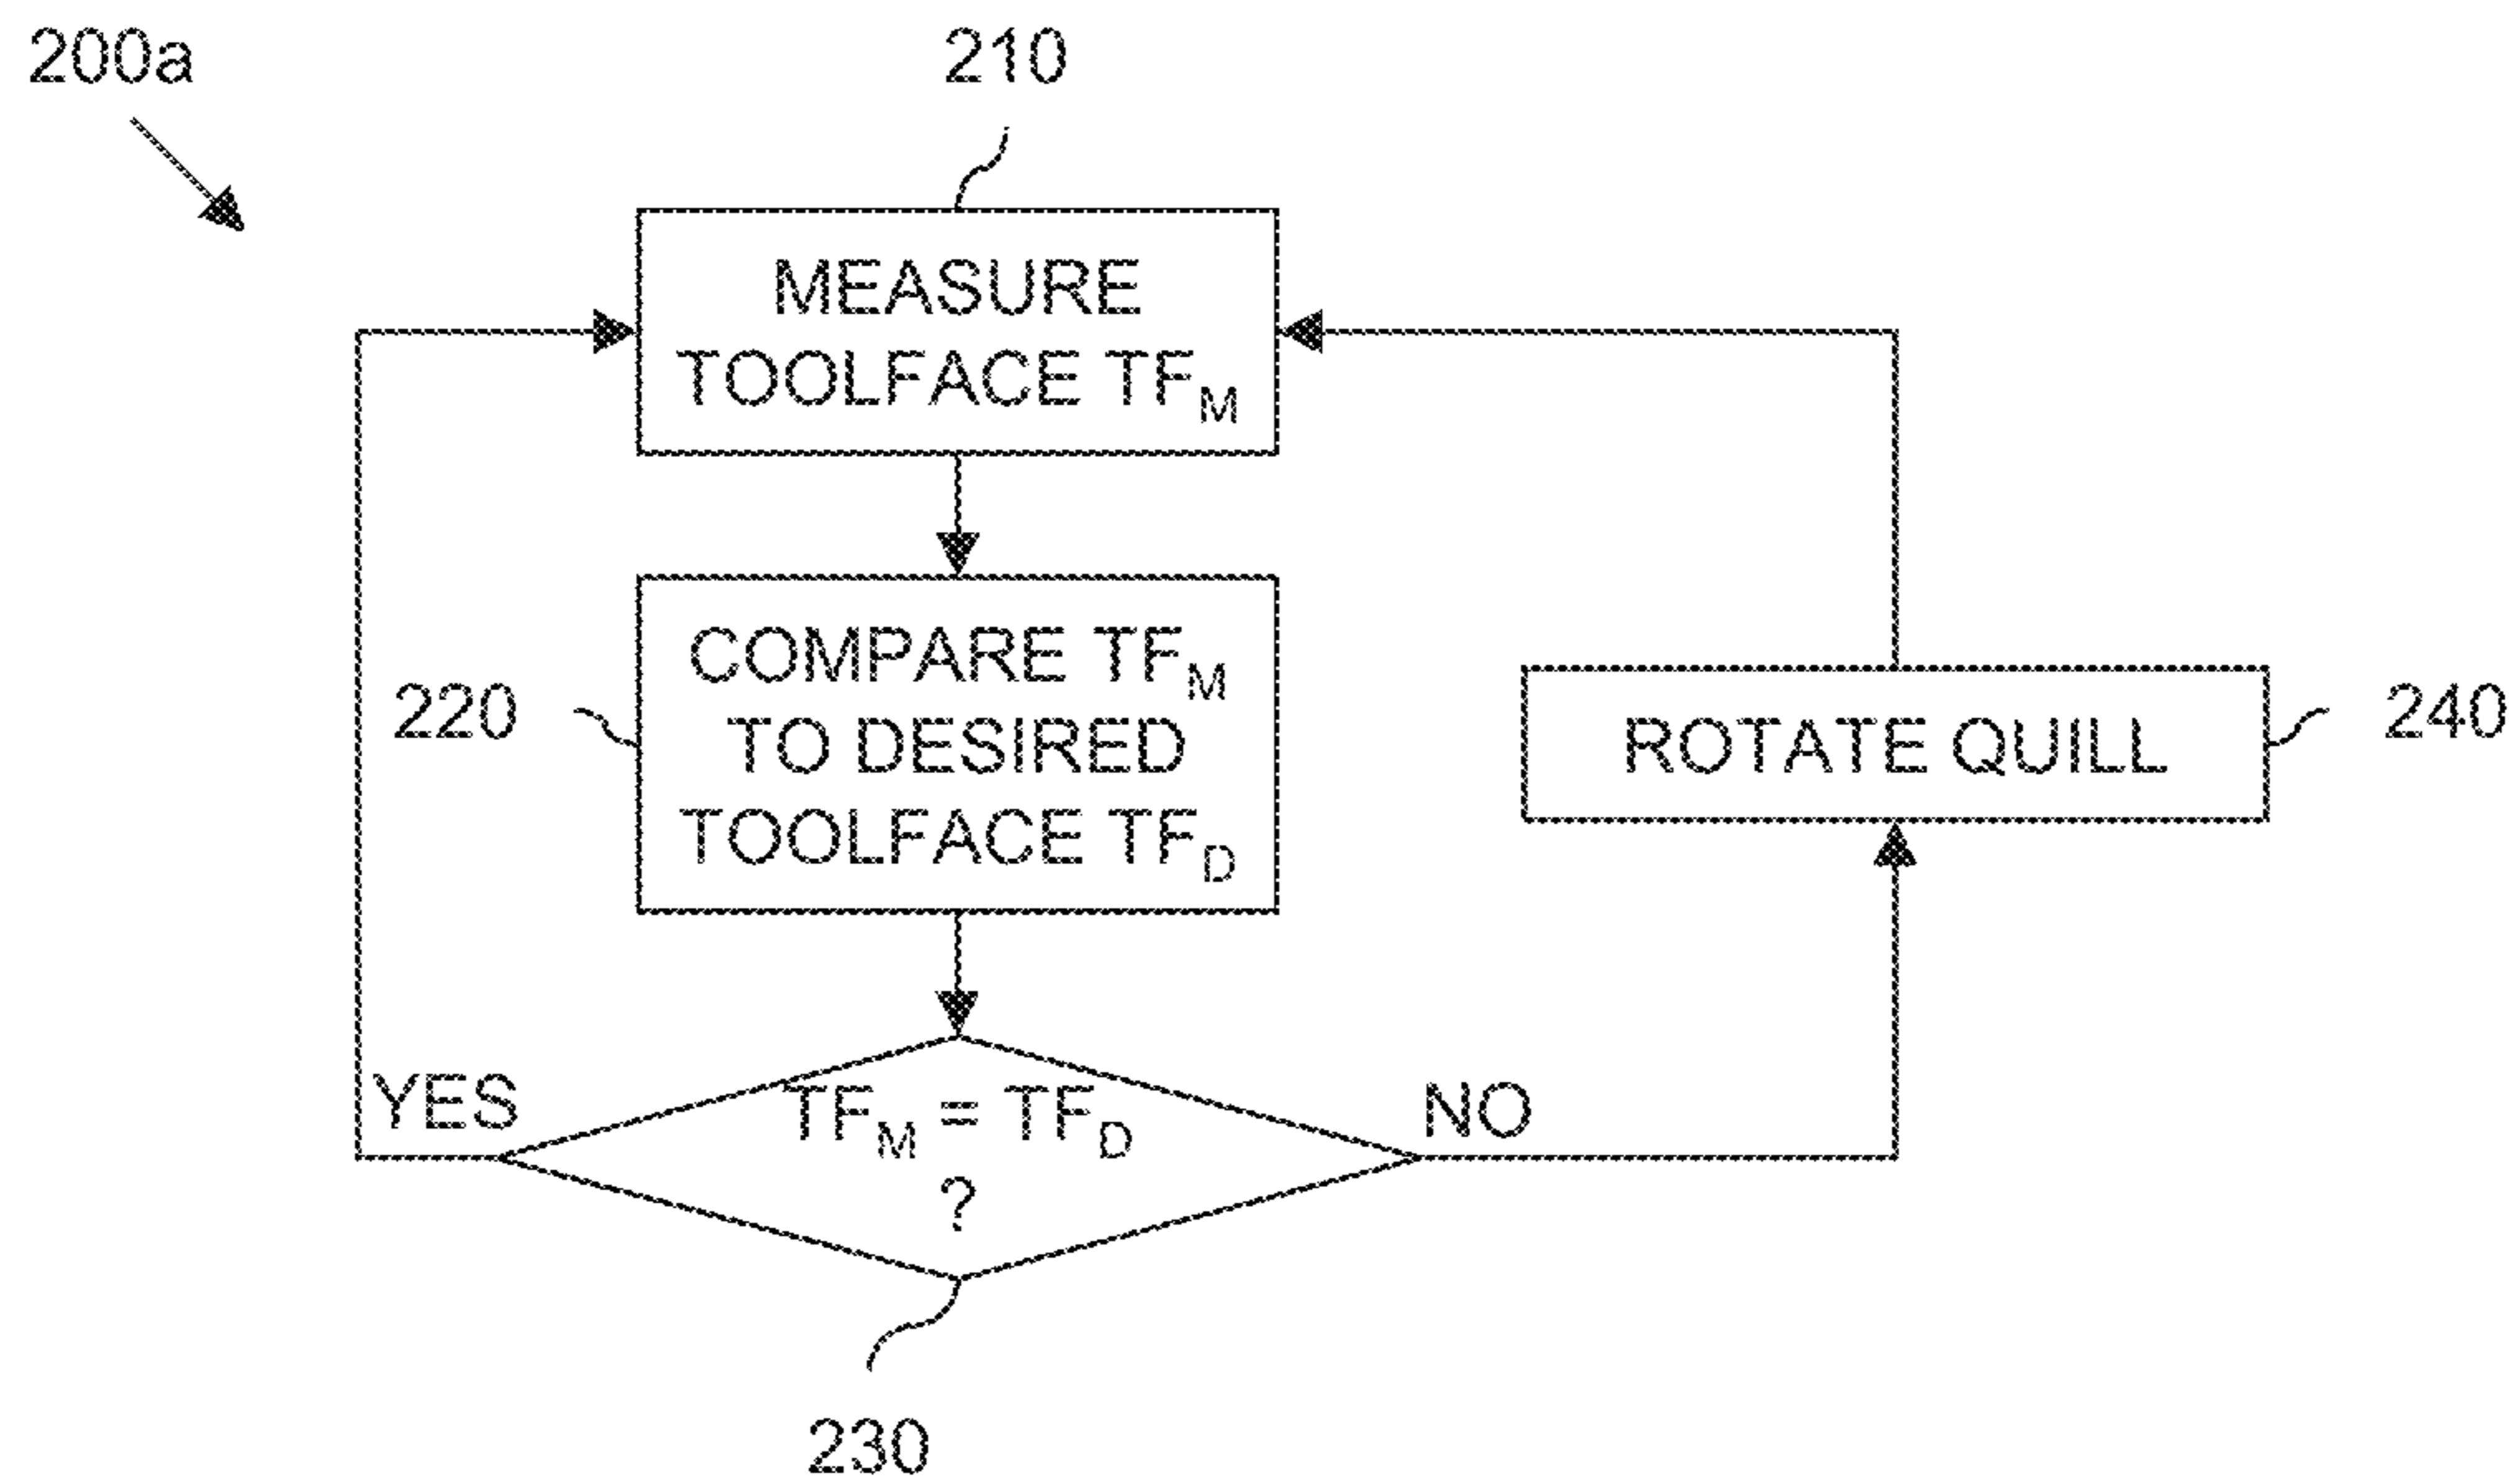 200a
210
MEASURE
TOOLFACE TF_M
COMPARE TF_M
TO DESIRED
TOOLFACE TF_D
220
ROTATE QUILL
240
YES
TF_M = TF_D
?
NO
230